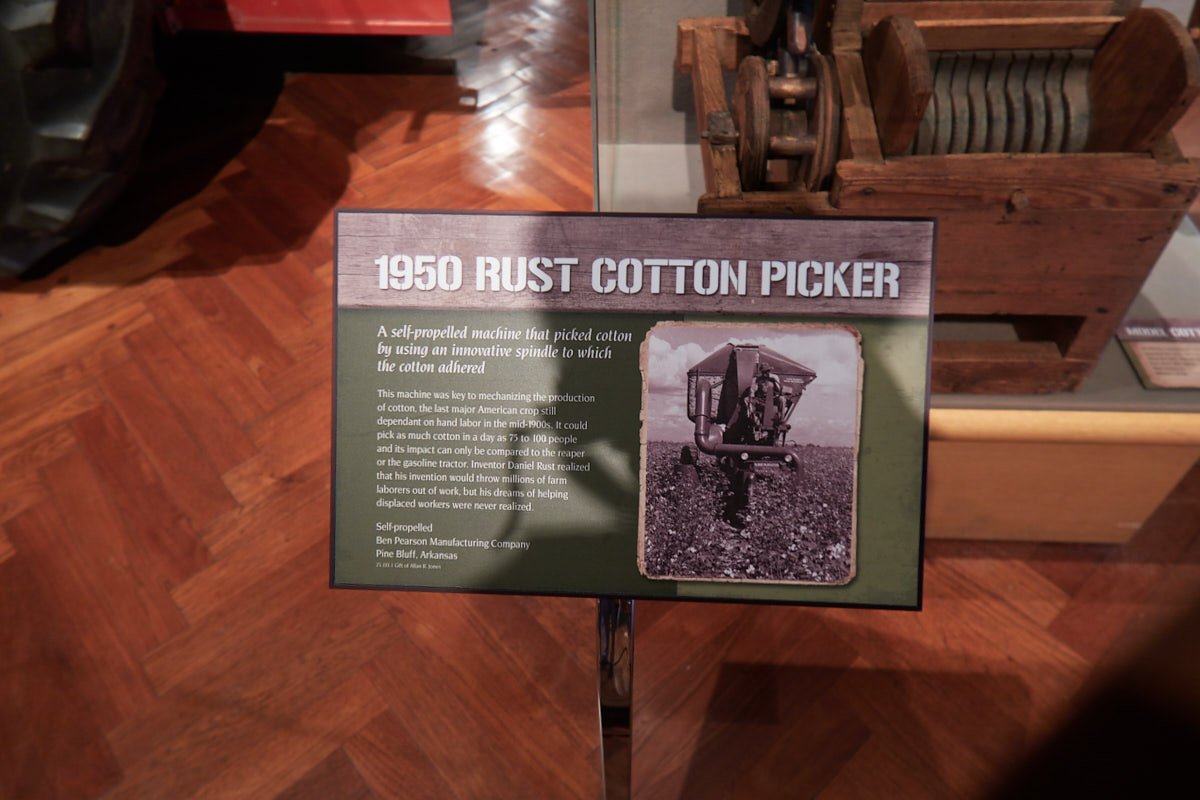 1950 RUST COTTON PICKER
A self-propelled machine that picked cotton
by using an innovative spindle to which
the cotton adhered
This machine was key to mechanizing the production
of cotton, the last major American crop still
dependant on hand labor in the mid-1900s. It could
pick as much cotton in a day as 75 to 100 people
and its impact can only be compared to the reaper
or the gasoline tractor. Inventor Daniel Rust realized
that his invention would throw millions of farm
laborers out of work, but his dreams of helping
displaced workers were never realized.
Self-propelled
Ben Pearson Manufacturing Company
Pine Bluff, Arkansas
Gift of Allan B. Jones
MODEL